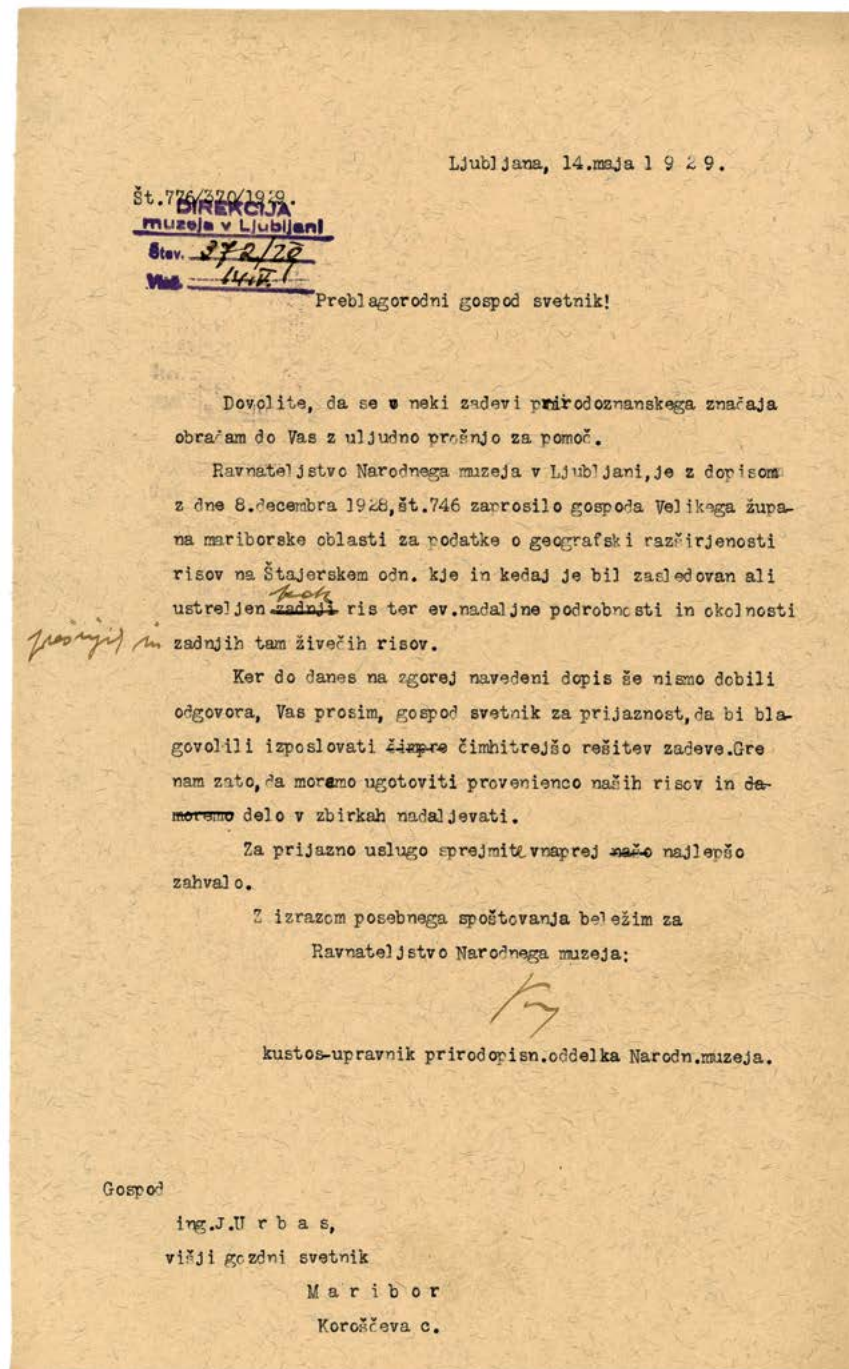 Ljubljana, 14.maja 1 9 2 9.
Št.776/370/1929.
DIREKCIJA
muzeja v Ljubljani
Štev. 372/29
14.V.
Preblagorodni gospod svetnik!
Dovolite, da se v neki zadevi prirodoznanskega značaja
obračam do Vas z uljudno prošnjo za pomoč.
Ravnateljstvo Narodnega muzeja v Ljubljani, je z dopisom
z dne 8.decembra 1928,št.746 zaprosilo gospoda Velikega župa-
na mariborske oblasti za podatke o geografski razširjenosti
risov na Štajerskem odn. kje in kedaj je bil zasledovan ali
ustreljen zadnji ris ter ev.nadaljne podrobnosti in okolnosti
in zadnjih tam živečih risov.
Ker do danes na zgorej navedeni dopis še nismo dobili
odgovora, Vas prosim, gospod svetnik za prijaznost,da bi bla-
govolili izposlovati čimpre čimhitrejšo rešitev zadeve.Gre
nam zato,da moramo ugotoviti provenienco naših risov in da
moremo delo v zbirkah nadaljevati.
Za prijazno uslugo sprejmite vnaprej našo najlepšo
zahvalo.
Z izrazom posebnega spoštovanja beležim za
Ravnateljstvo Narodnega muzeja:
kustos-upravnik prirodopisn.oddelka Narodn.muzeja.
Gospod
ing.J.U r b a s,
višji gozdni svetnik
M a r i b o r
Koroščeva c.